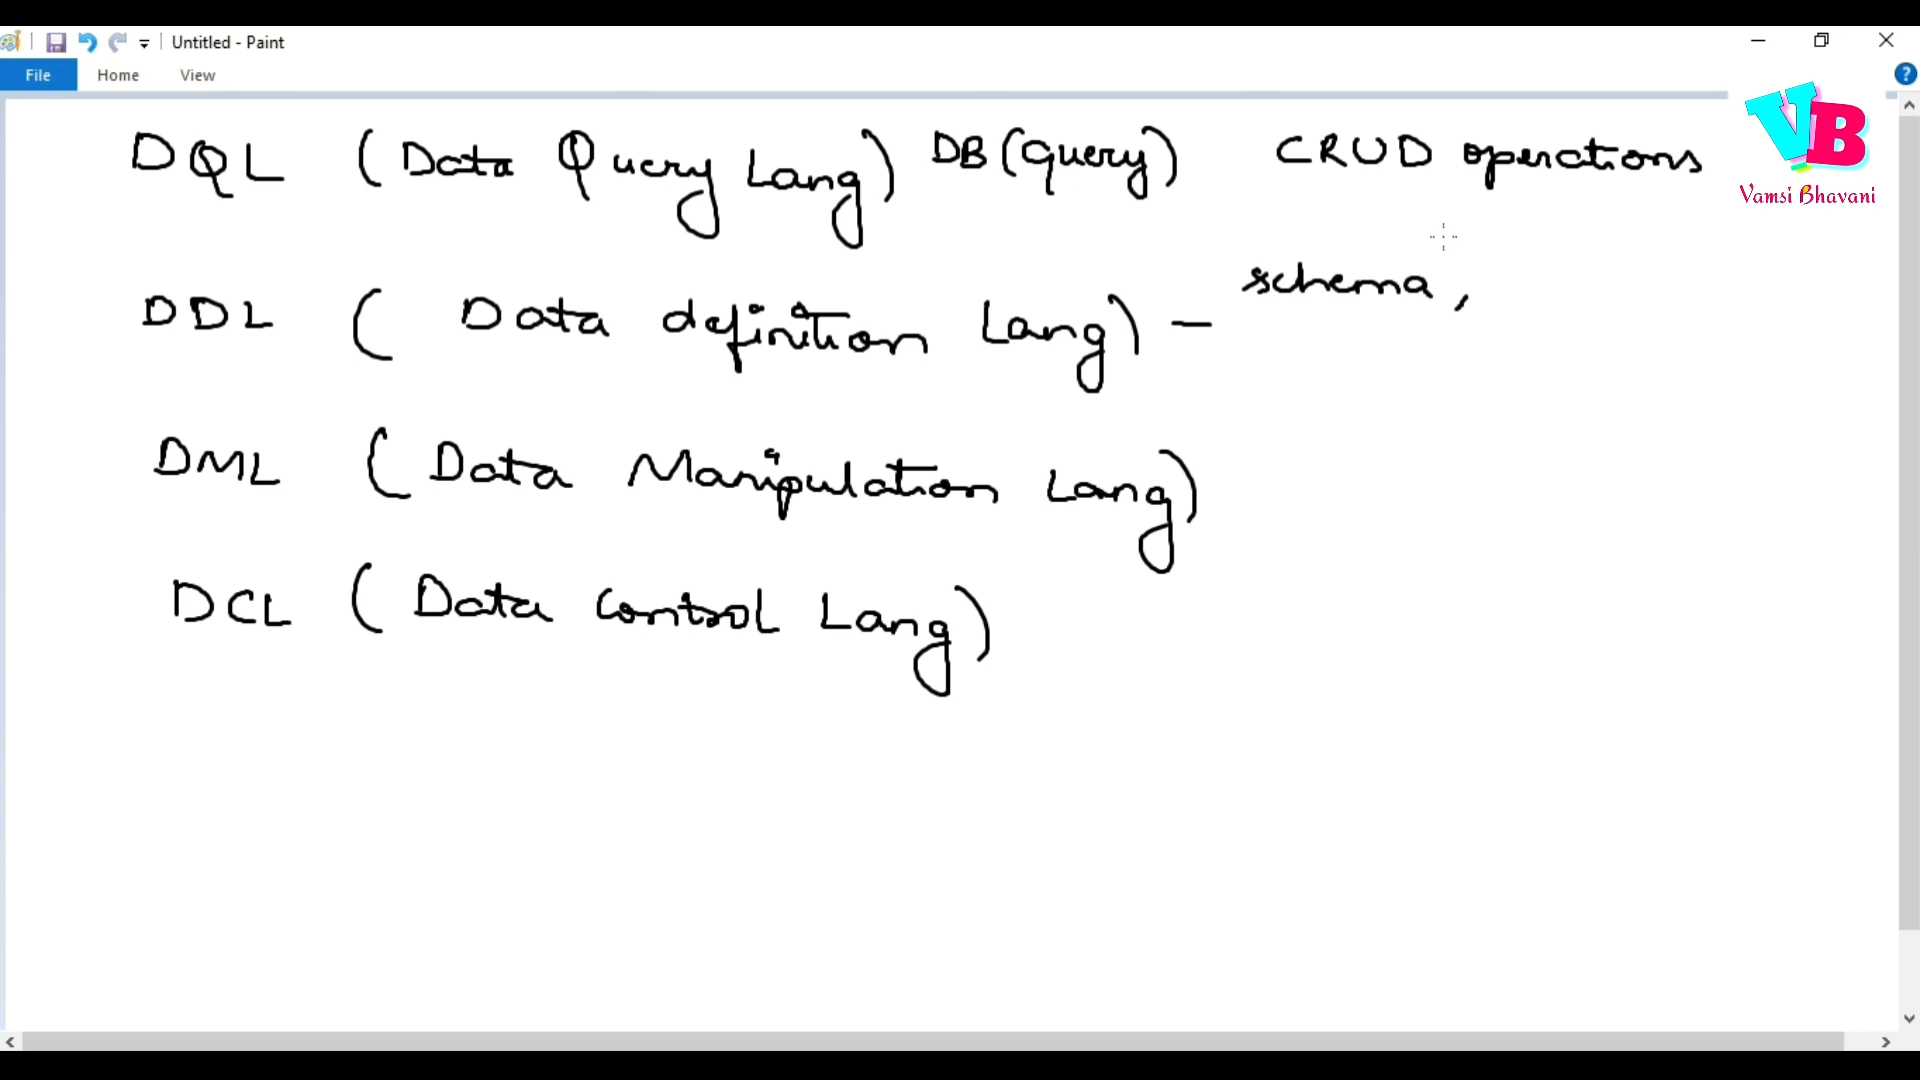 Untitled - Paint
File Home View
VB
Vamsi Bhavani
DQL (Data Query Lang) DB (query) CRUD operations
DDL (Data definition Lang) - schema,
DML (Data Manipulation Lang)
DCL (Data control Lang)